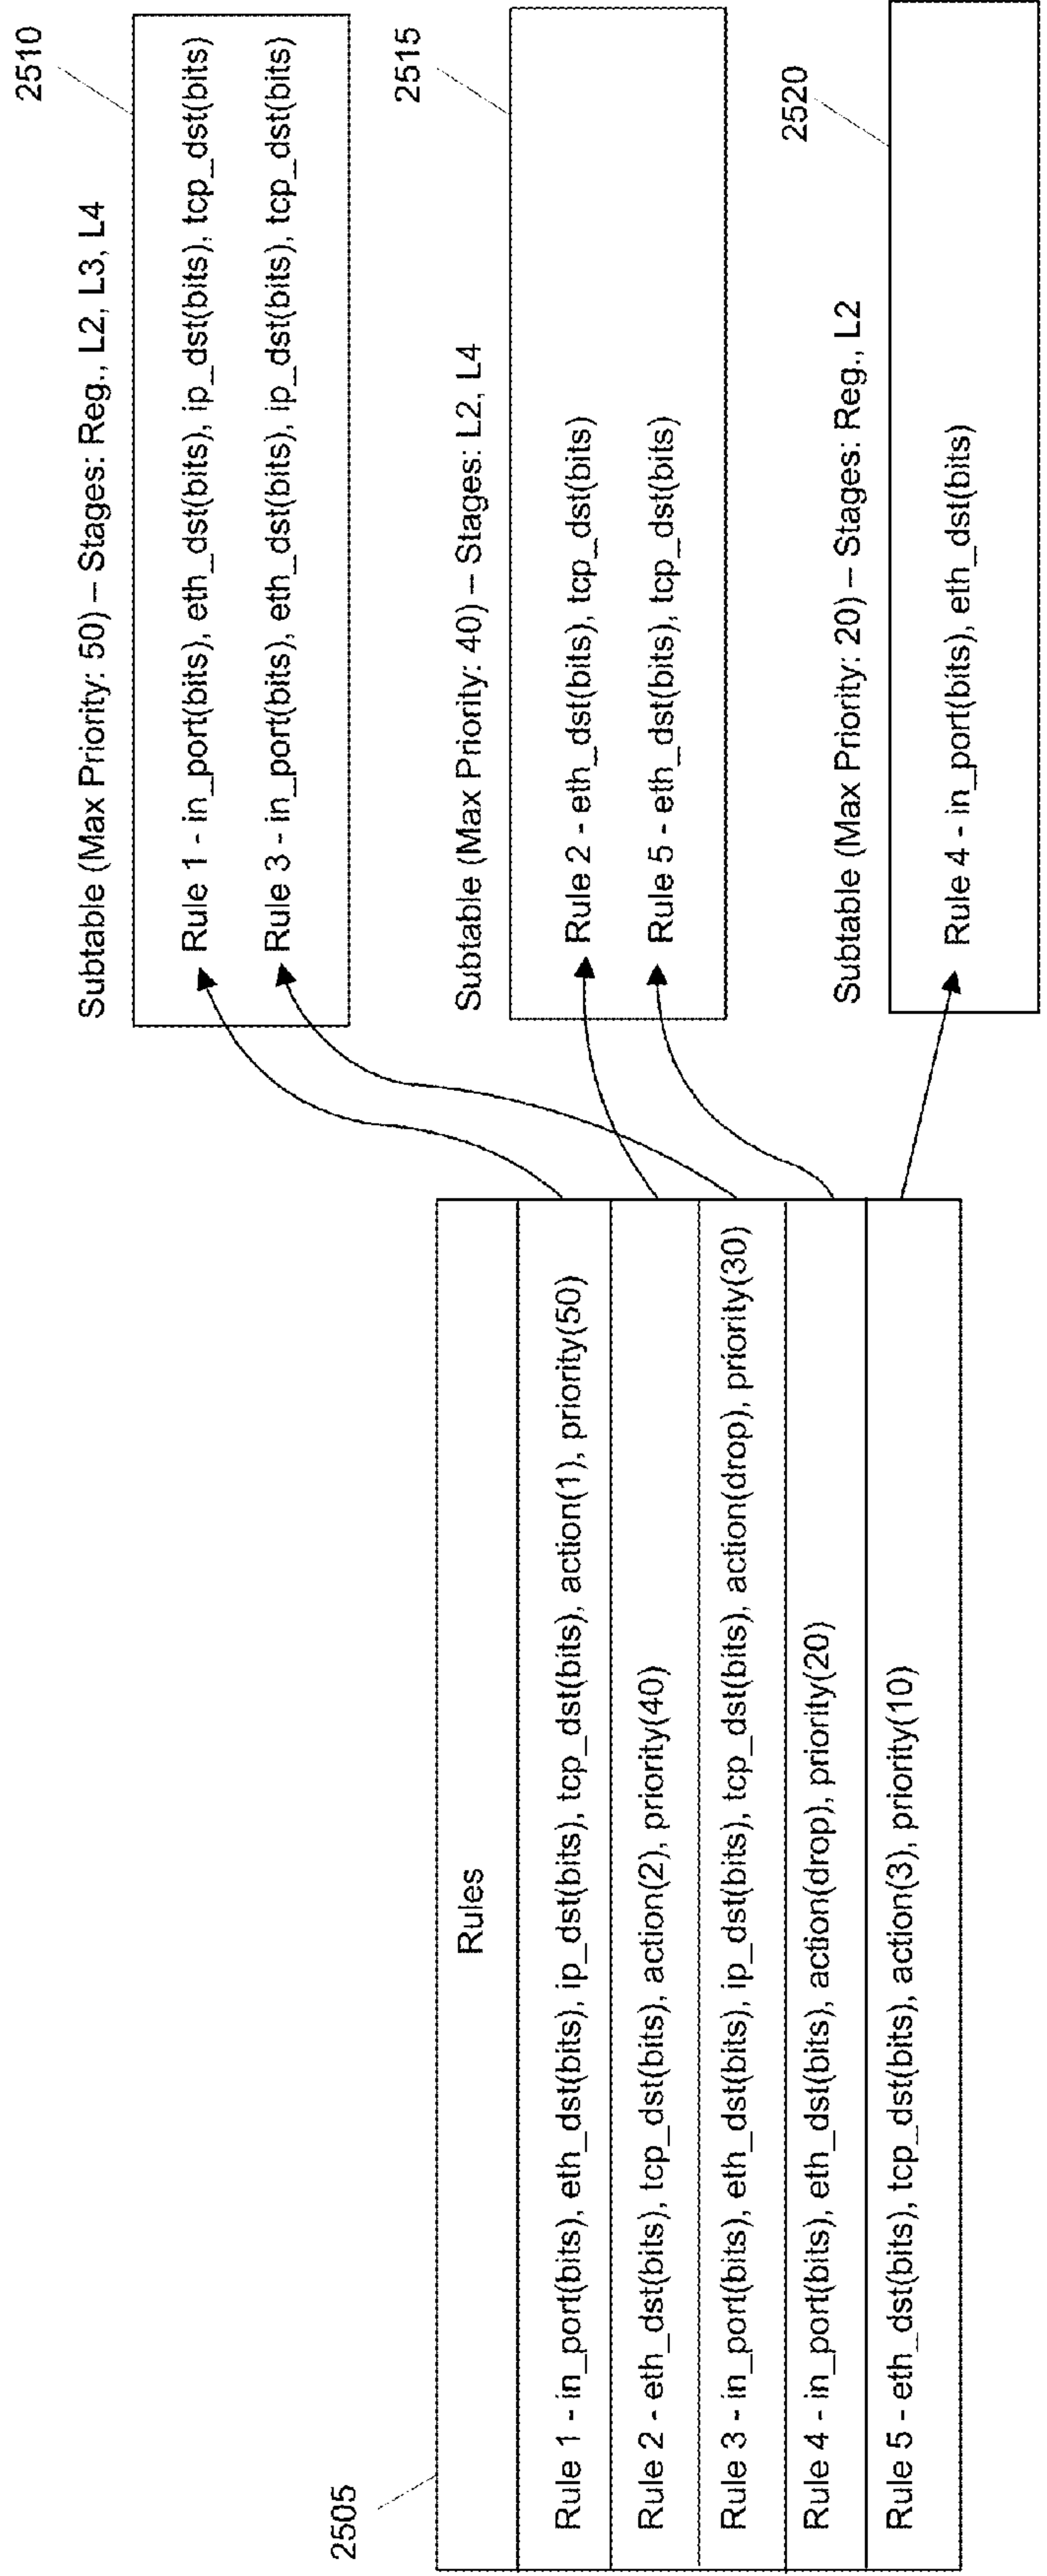 2505
Rules
Rule 1 - in_port(bits), eth_dst(bits), ip_dst(bits), tcp_dst(bits), action(1), priority(50)
Rule 2 - eth_dst(bits), tcp_dst(bits), action(2), priority(40)
Rule 3 - in_port(bits), eth_dst(bits), ip_dst(bits), tcp_dst(bits), action(drop), priority(30)
Rule 4 - in_port(bits), eth_dst(bits), action(drop), priority(20)
Rule 5 - eth_dst(bits), tcp_dst(bits), action(3), priority(10)
2510
Subtable (Max Priority: 50) – Stages: Reg., L2, L3, L4
Rule 1 - in_port(bits), eth_dst(bits), ip_dst(bits), tcp_dst(bits)
Rule 3 - in_port(bits), eth_dst(bits), ip_dst(bits), tcp_dst(bits)
2515
Subtable (Max Priority: 40) – Stages: L2, L4
Rule 2 - eth_dst(bits), tcp_dst(bits)
Rule 5 - eth_dst(bits), tcp_dst(bits)
2520
Subtable (Max Priority: 20) – Stages: Reg., L2
Rule 4 - in_port(bits), eth_dst(bits)